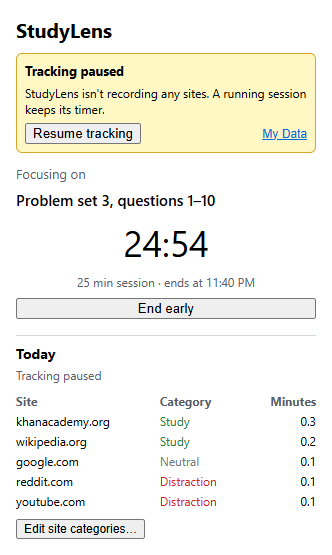 StudyLens
Tracking paused
StudyLens isn't recording any sites. A running session
keeps its timer.
Resume tracking My Data
Focusing on
Problem set 3, questions 1–10
24:54
25 min session · ends at 11:40 PM
End early
Today
Tracking paused
Site Category Minutes
khanacademy.org Study 0.3
wikipedia.org Study 0.2
google.com Neutral 0.1
reddit.com Distraction 0.1
youtube.com Distraction 0.1
Edit site categories…